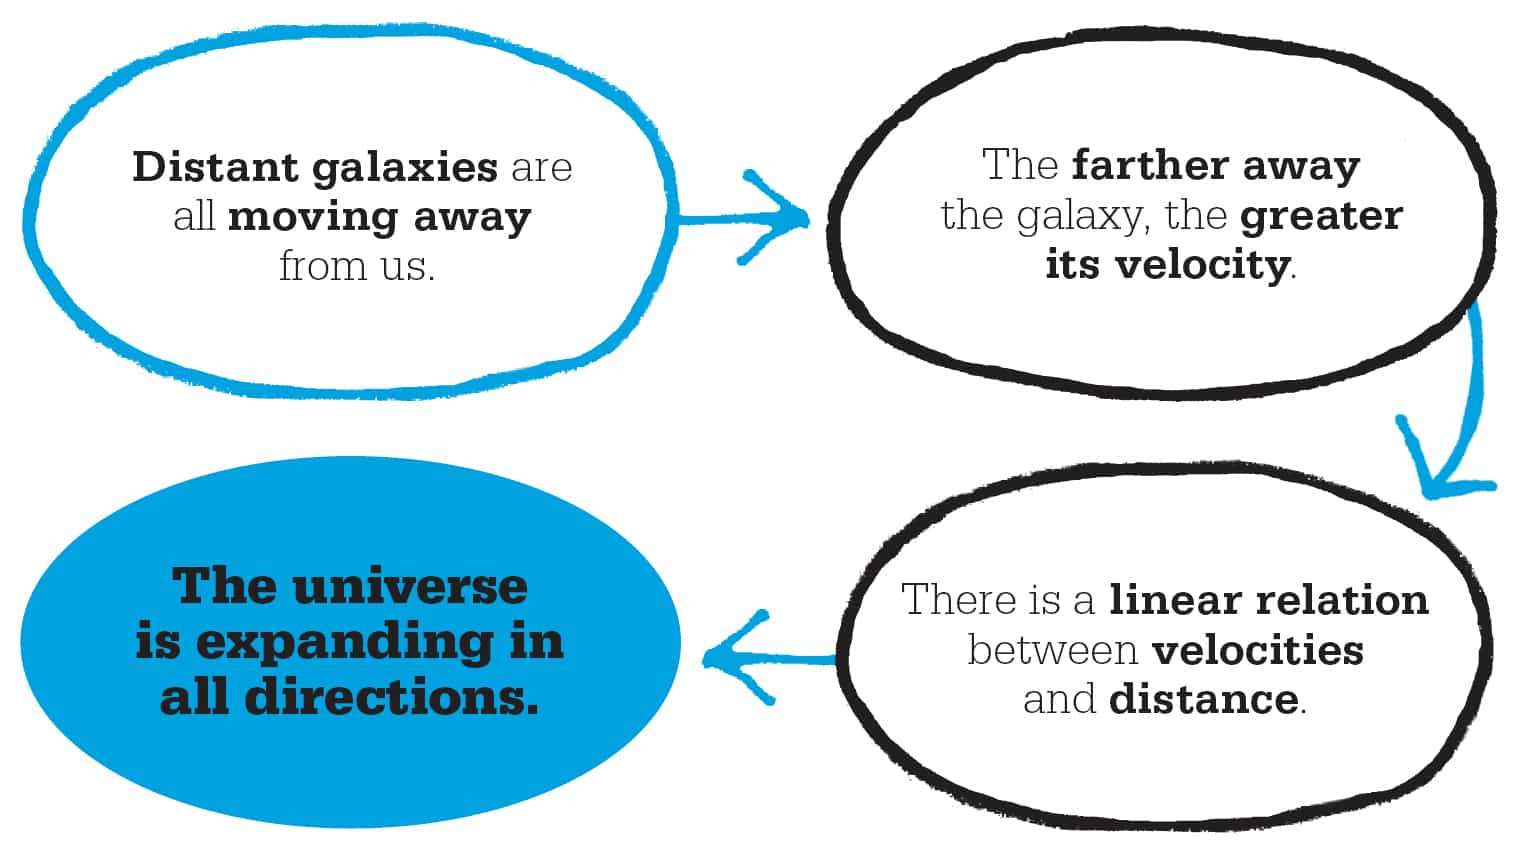 Distant galaxies are
all moving away
from us.
The farther away
the galaxy, the greater
its velocity.
There is a linear relation
between velocities
and distance.
The universe
is expanding in
all directions.